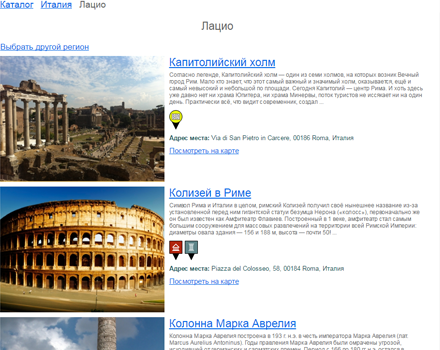 Каталог Италия Лацио
Лацио
Выбрать другой регион
Капитолийский холм
Согласно легенде, Капитолийский холм — один из семи холмов, на которых возник Вечный
город Рим. Мало кто знает, что этот самый важный и значимый холм, оказывается, ещё и
самый невысокий и небольшой по площади. Сегодня Капитолий — центр Рима. И хоть здесь
уже давно нет ни храма Юпитера, ни храма Минервы, поток туристов не иссякает ни на один
день. Практически всё, что видит современник, создал ...
Адрес места: Via di San Pietro in Carcere, 00186 Roma, Италия
Посмотреть на карте
Колизей в Риме
Символ Рима и Италии в целом, римский Колизей получил своё нынешнее название из-за
установленной перед ним гигантской статуи безумца Нерона («колосс»), первоначально же
он был известен как Амфитеатр Флавиев. Построенный в 1 веке, амфитеатр стал самым
большим сооружением для массовых развлечений на территории всей Римской Империи:
диаметры овала здания — 156 и 188 м, высота — почти 50! ...
Адрес места: Piazza del Colosseo, 58, 00184 Roma, Италия
Посмотреть на карте
Колонна Марка Аврелия
Колонна Марка Аврелия построена в 193 г. н.э. в честь императора Марка Аврелия (лат.
Marcus Aurelius Antoninus). Годы правления Марка Аврелия были омрачены угрозой,